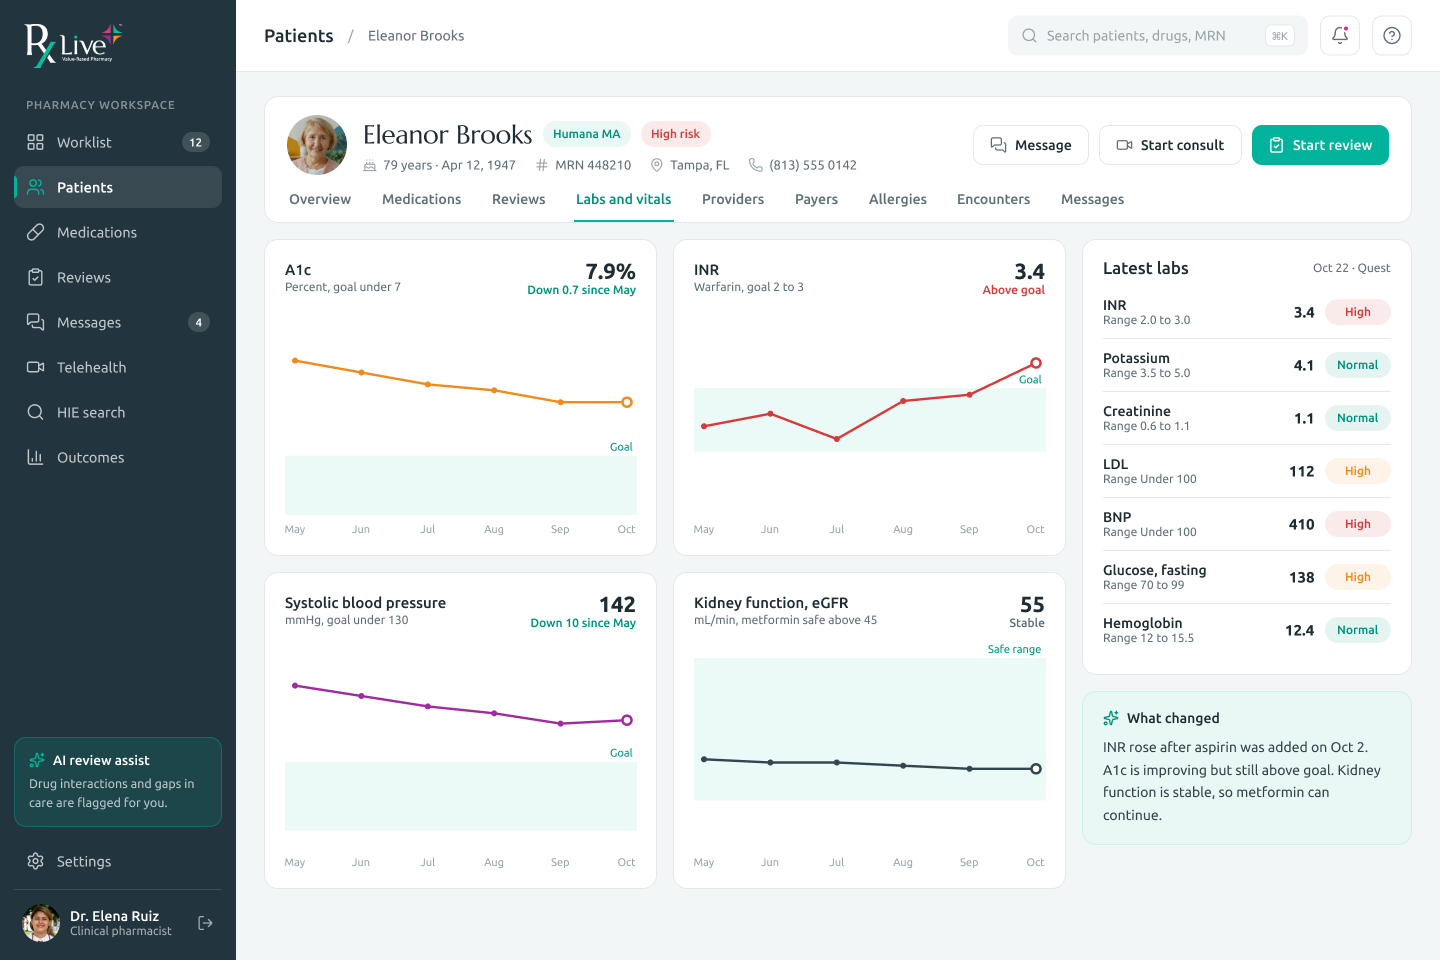 Rx Live
Value-Based Pharmacy
PHARMACY WORKSPACE
Worklist 12
Patients
Medications
Reviews
Messages 4
Telehealth
HIE search
Outcomes
AI review assist
Drug interactions and gaps in
care are flagged for you.
Settings
Dr. Elena Ruiz
Clinical pharmacist
Patients / Eleanor Brooks
Search patients, drugs, MRN ⌘K
Eleanor Brooks Humana MA High risk
79 years · Apr 12, 1947 # MRN 448210 Tampa, FL (813) 555 0142
Message Start consult Start review
Overview Medications Reviews Labs and vitals Providers Payers Allergies Encounters Messages
A1c 7.9%
Percent, goal under 7 Down 0.7 since May
Goal
May Jun Jul Aug Sep Oct
INR 3.4
Warfarin, goal 2 to 3 Above goal
Goal
May Jun Jul Aug Sep Oct
Systolic blood pressure 142
mmHg, goal under 130 Down 10 since May
Goal
May Jun Jul Aug Sep Oct
Kidney function, eGFR 55
mL/min, metformin safe above 45 Stable
Safe range
May Jun Jul Aug Sep Oct
Latest labs Oct 22 · Quest
INR 3.4 High
Range 2.0 to 3.0
Potassium 4.1 Normal
Range 3.5 to 5.0
Creatinine 1.1 Normal
Range 0.6 to 1.1
LDL 112 High
Range Under 100
BNP 410 High
Range Under 100
Glucose, fasting 138 High
Range 70 to 99
Hemoglobin 12.4 Normal
Range 12 to 15.5
What changed
INR rose after aspirin was added on Oct 2.
A1c is improving but still above goal. Kidney
function is stable, so metformin can
continue.